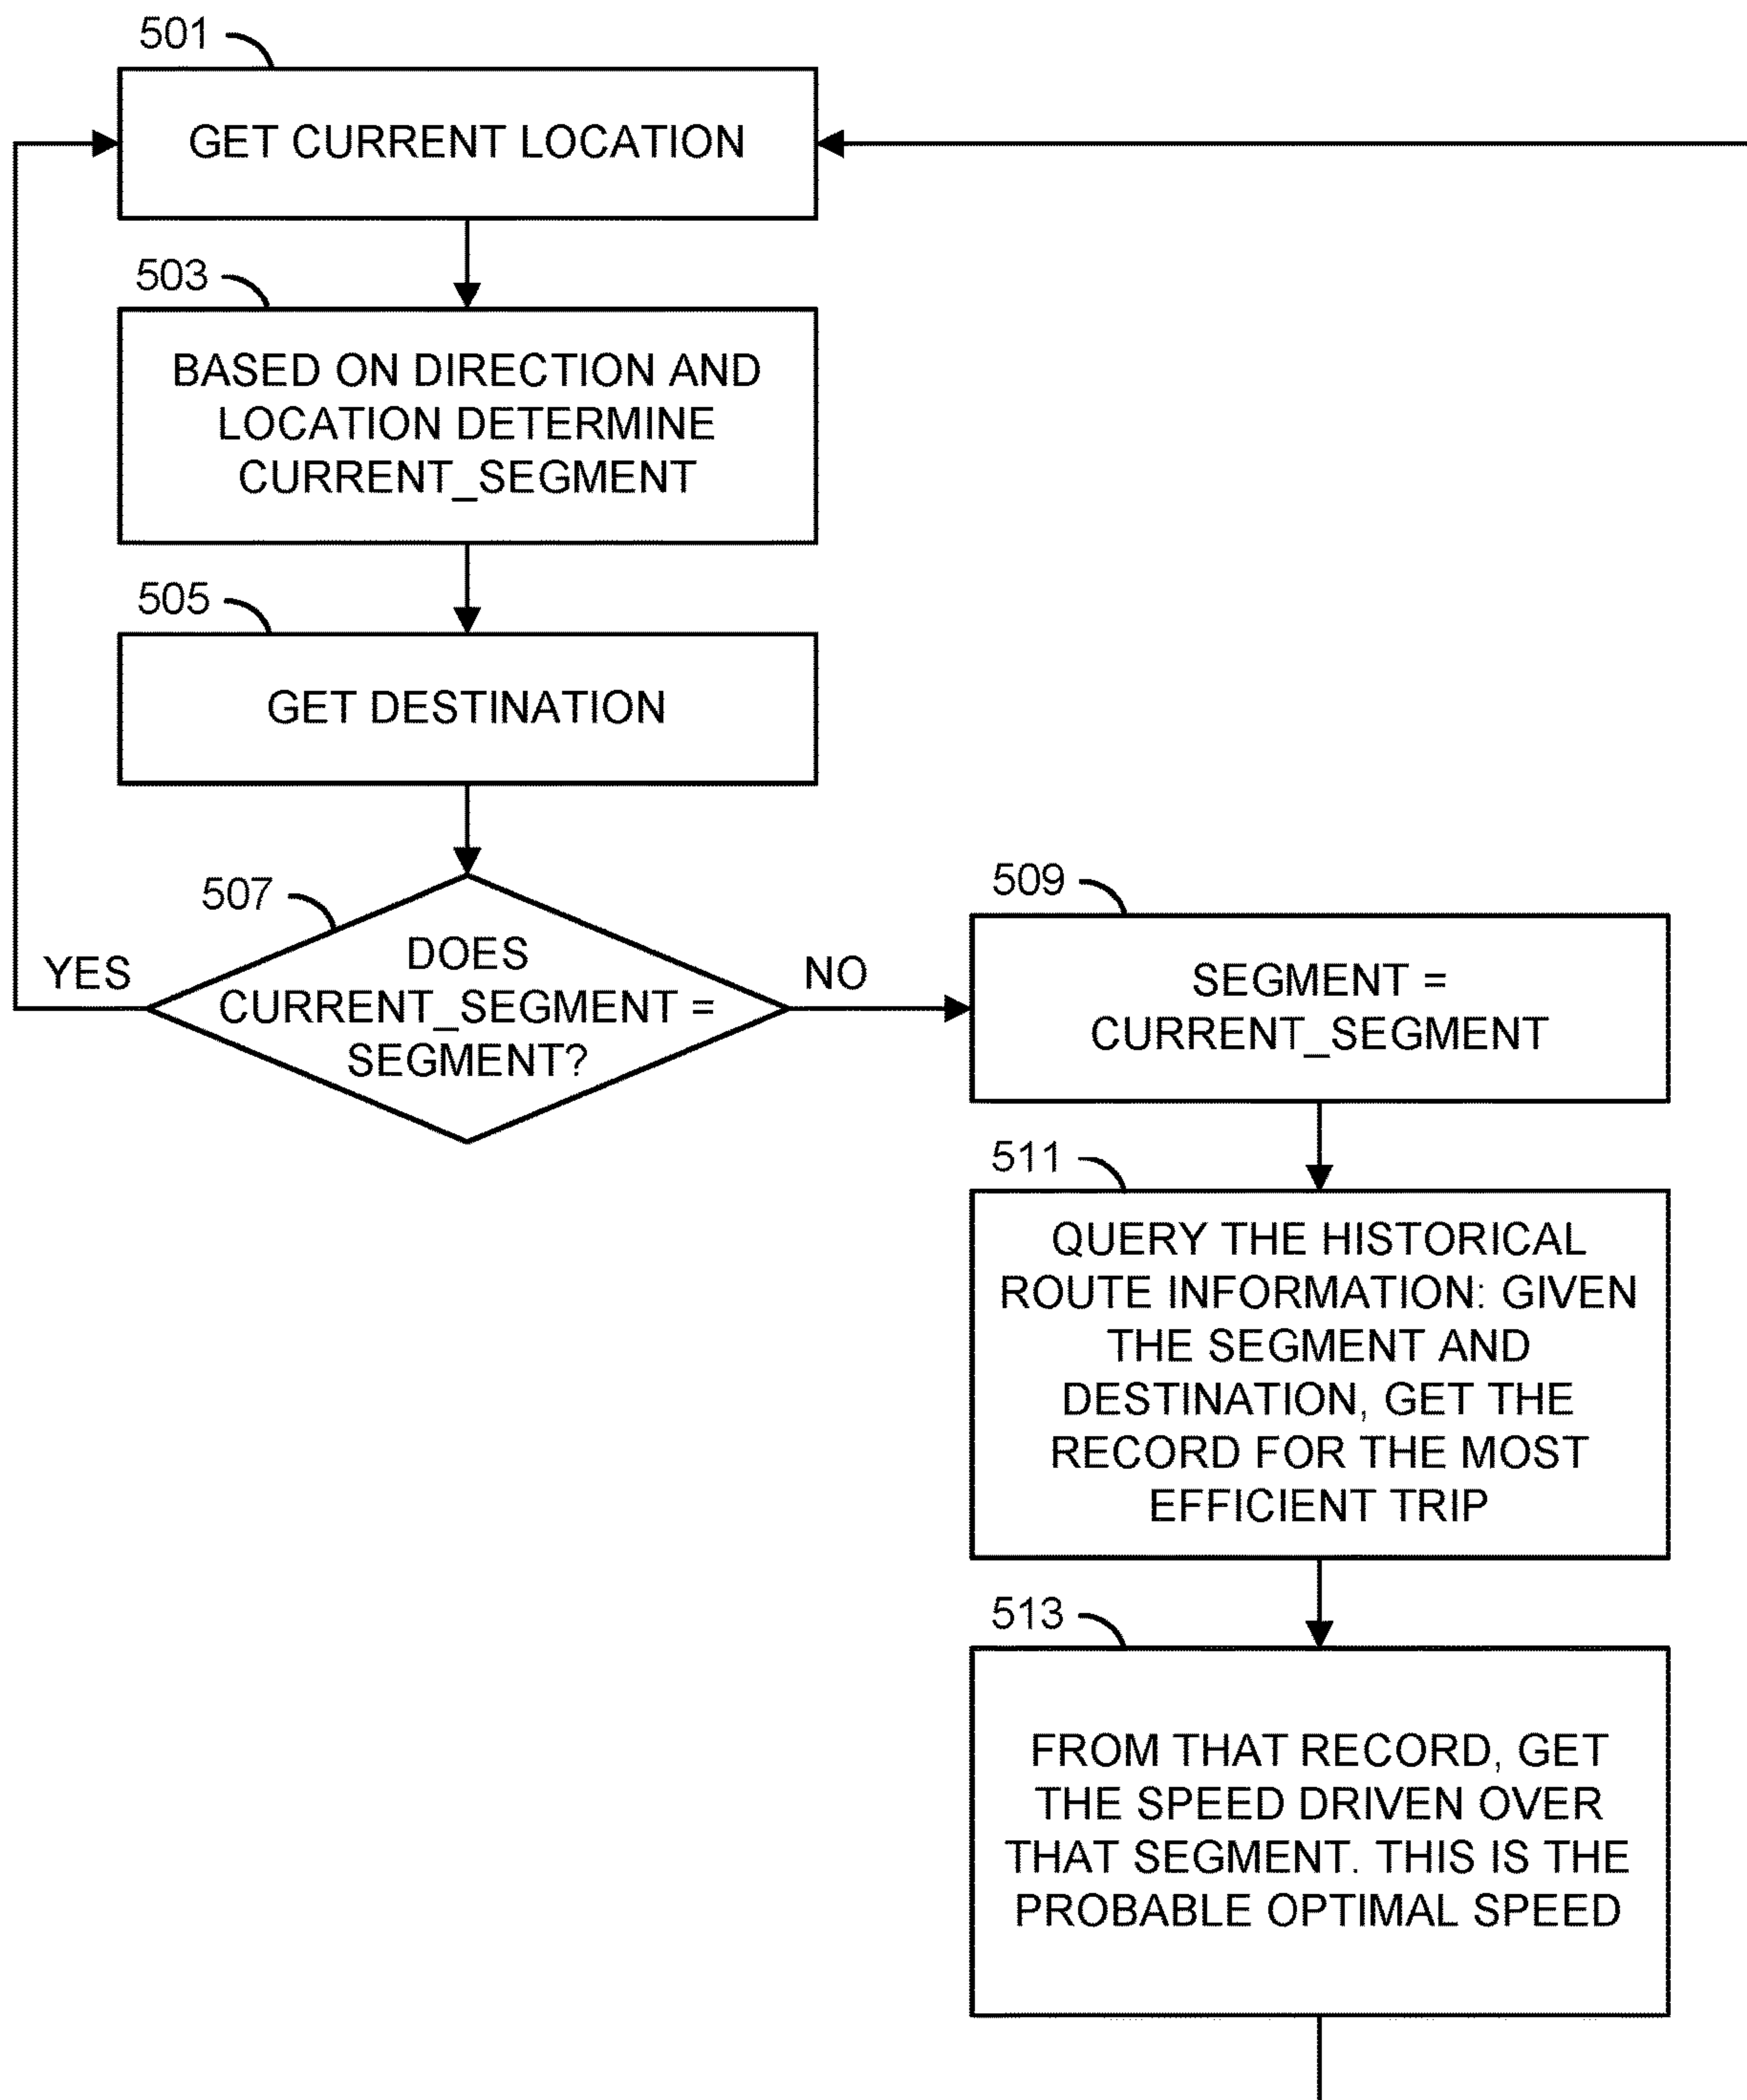 501
GET CURRENT LOCATION
503
BASED ON DIRECTION AND
LOCATION DETERMINE
CURRENT_SEGMENT
505
GET DESTINATION
507
DOES
CURRENT_SEGMENT =
SEGMENT?
YES
NO
509
SEGMENT =
CURRENT_SEGMENT
511
QUERY THE HISTORICAL
ROUTE INFORMATION: GIVEN
THE SEGMENT AND
DESTINATION, GET THE
RECORD FOR THE MOST
EFFICIENT TRIP
513
FROM THAT RECORD, GET
THE SPEED DRIVEN OVER
THAT SEGMENT. THIS IS THE
PROBABLE OPTIMAL SPEED